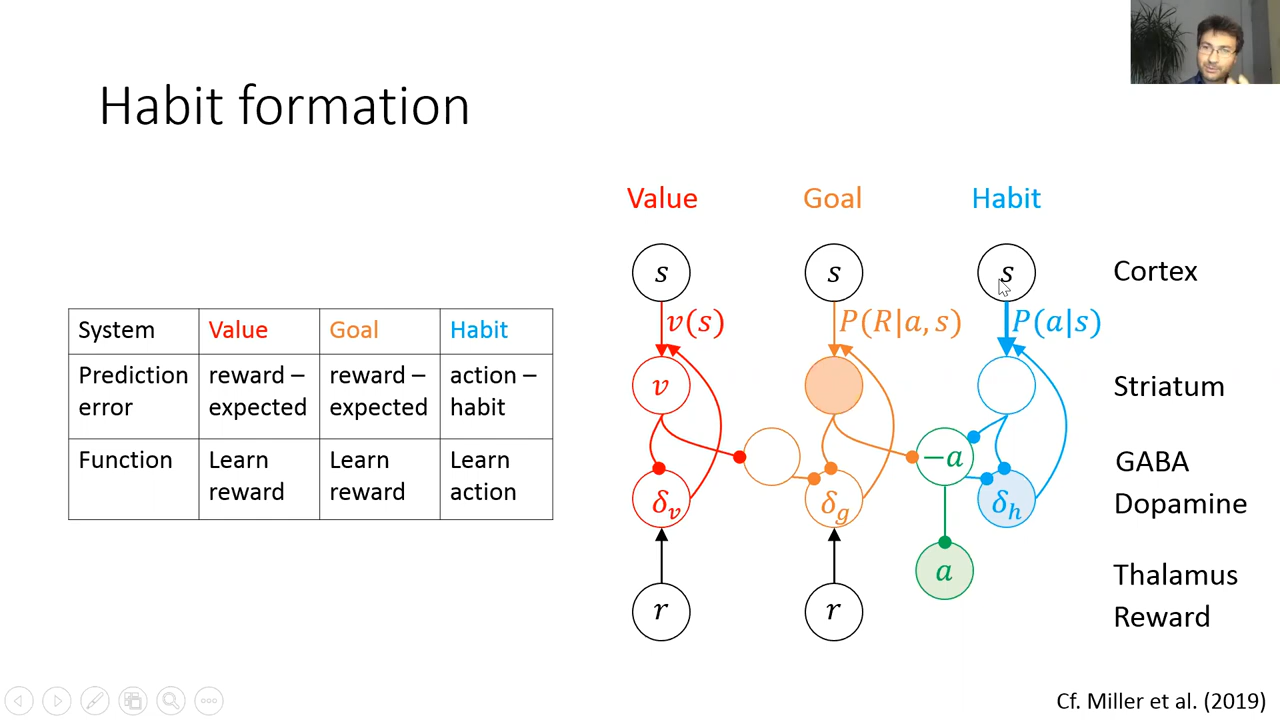 Habit formation
System Value Goal Habit
Prediction error reward – expected reward – expected action – habit
Function Learn reward Learn reward Learn action
Value Goal Habit
s s s Cortex
v(s) P(R|a, s) P(a|s)
v Striatum
−a GABA
δv δg δh Dopamine
a Thalamus
r r Reward
Cf. Miller et al. (2019)